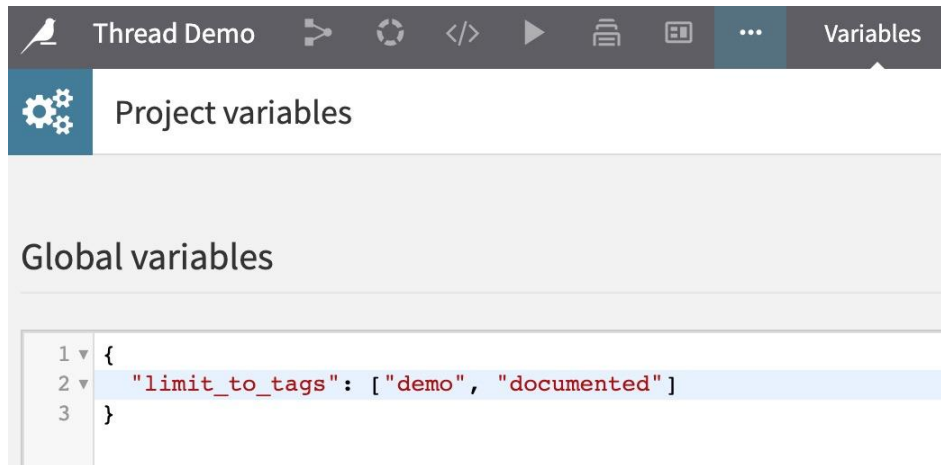 Thread Demo </> ... Variables
Project variables
Global variables
1 {
2 "limit_to_tags": ["demo", "documented"]
3 }